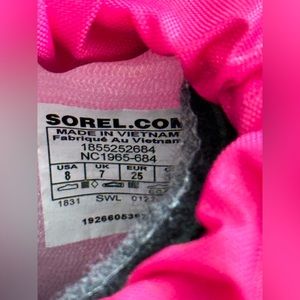 SOREL.COM
MADE IN VIETNAM
Fabriqué Au Vietnam
1855252684
NC1965-684
USA UK EUR
8 7 25
1831 SWL